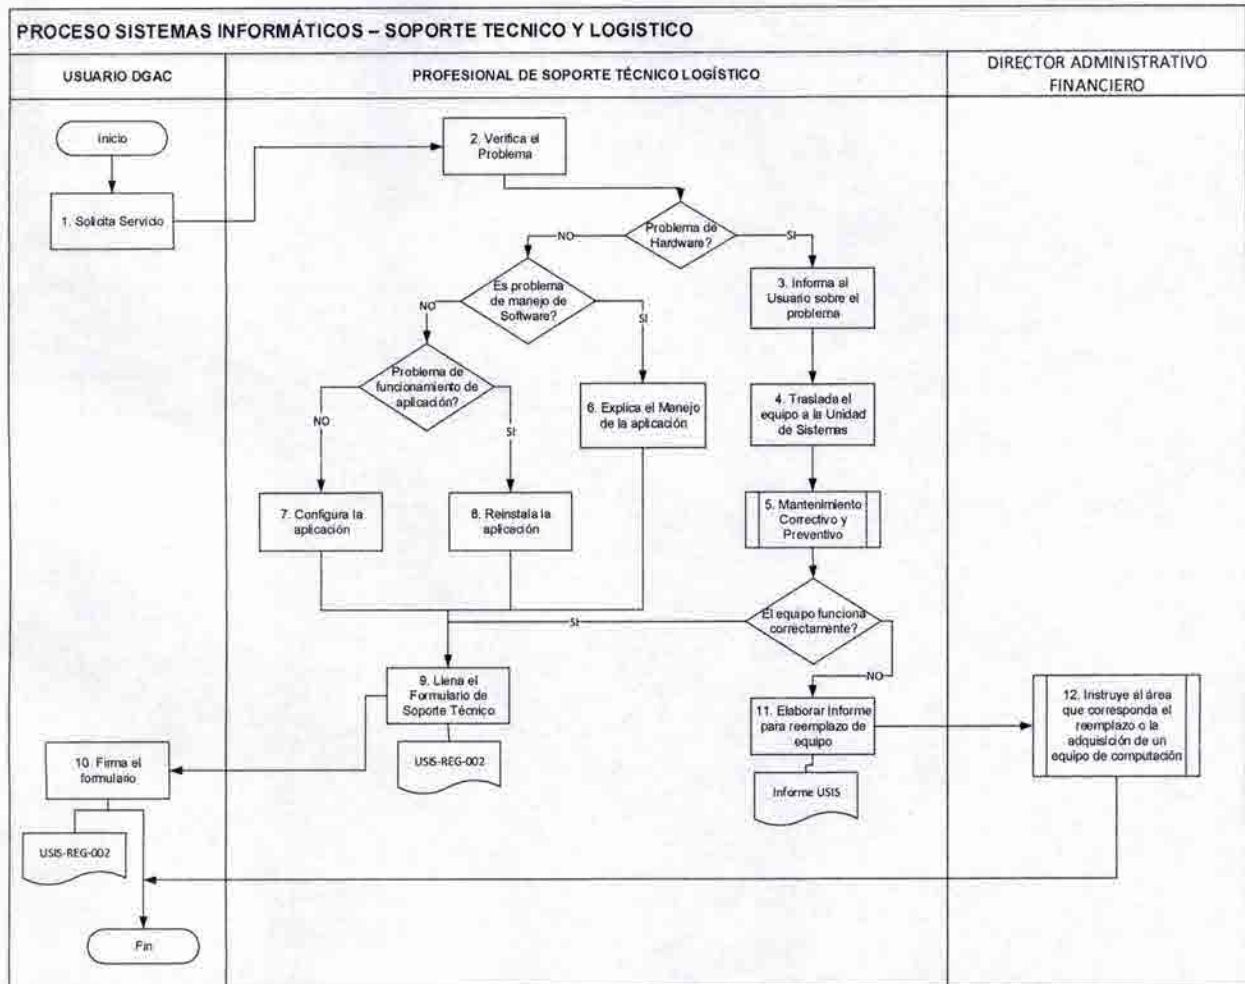 PROCESO SISTEMAS INFORMÁTICOS – SOPORTE TECNICO Y LOGISTICO
USUARIO DGAC
PROFESIONAL DE SOPORTE TÉCNICO LOGÍSTICO
DIRECTOR ADMINISTRATIVO
FINANCIERO
Inicio
1. Solicita Servicio
2. Verifica el
Problema
Problema de
Hardware?
NO
SI
Es problema
de manejo de
Software?
NO
SI
3. Informa al
Usuario sobre el
problema
Problema de
funcionamiento de
aplicación?
NO
SI
6. Explica el Manejo
de la aplicación
4. Traslada el
equipo a la Unidad
de Sistemas
7. Configura la
aplicación
8. Reinstala la
aplicación
5. Mantenimiento
Correctivo y
Preventivo
El equipo funciona
correctamente?
SI
NO
9. Llena el
Formulario de
Soporte Técnico
USIS-REG-002
11. Elaborar Informe
para reemplazo de
equipo
Informe USIS
12. Instruye al área
que corresponda el
reemplazo o la
adquisición de un
equipo de computación
10. Firma el
formulario
USIS-REG-002
Fin